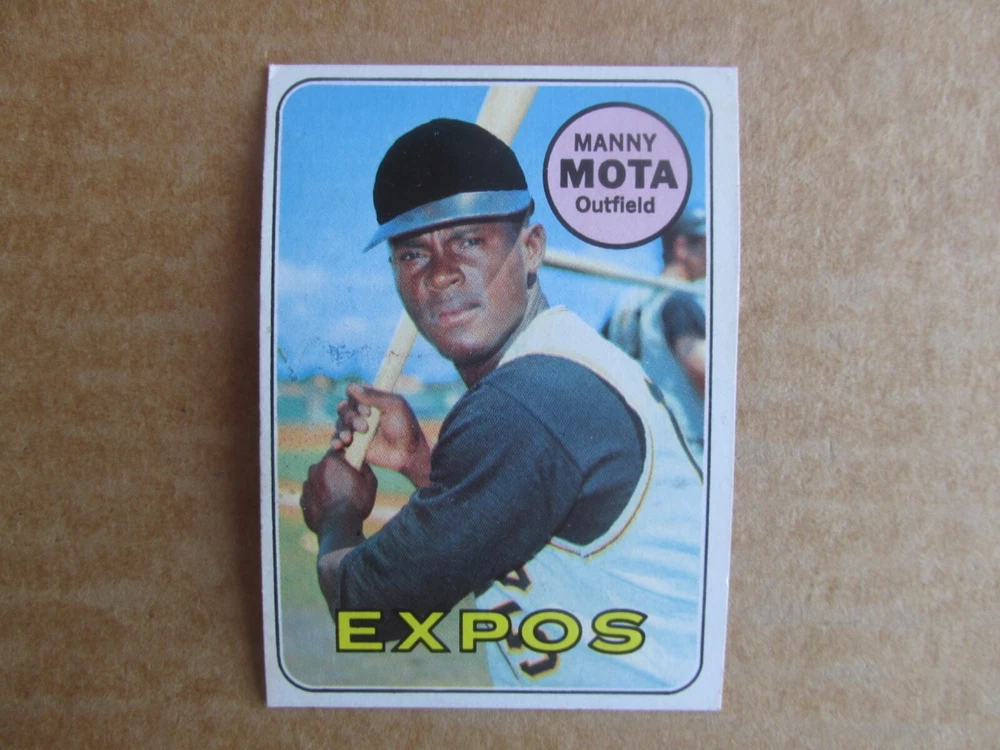 MANNY
MOTA
Outfield
EXPOS